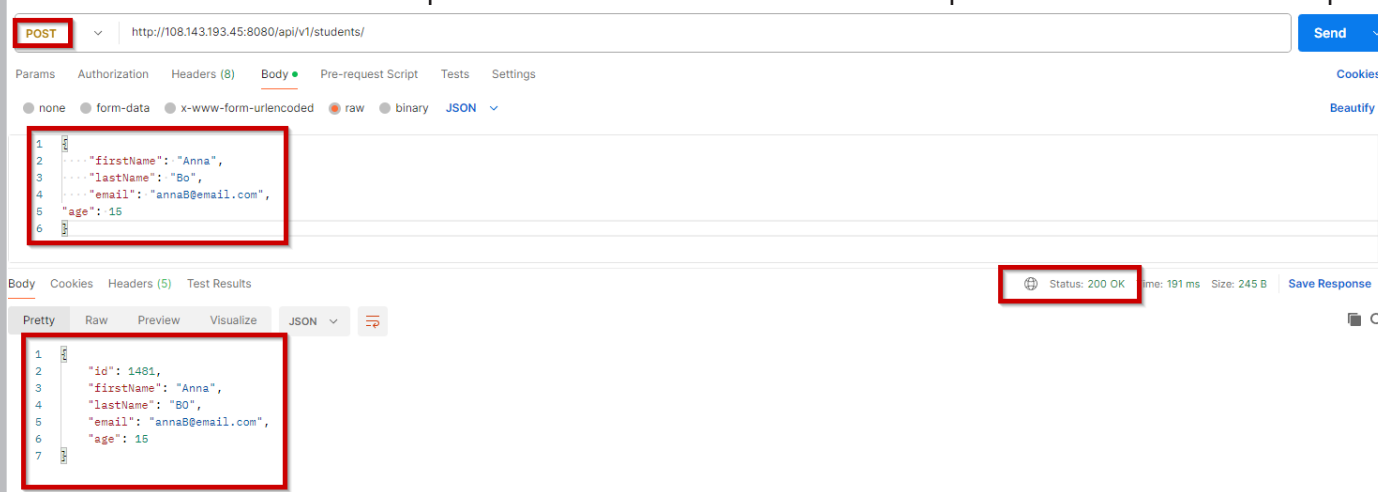 POST http://108.143.193.45:8080/api/v1/students/ Send
Params Authorization Headers (8) Body Pre-request Script Tests Settings Cookies
none form-data x-www-form-urlencoded raw binary JSON Beautify
1 {
2 "firstName": "Anna",
3 "lastName": "Bo",
4 "email": "annaB@email.com",
5 "age": 15
6 }
Body Cookies Headers (5) Test Results Status: 200 OK ime: 191 ms Size: 245 B Save Response
Pretty Raw Preview Visualize JSON
1 {
2 "id": 1481,
3 "firstName": "Anna",
4 "lastName": "BO",
5 "email": "annaB@email.com",
6 "age": 15
7 }